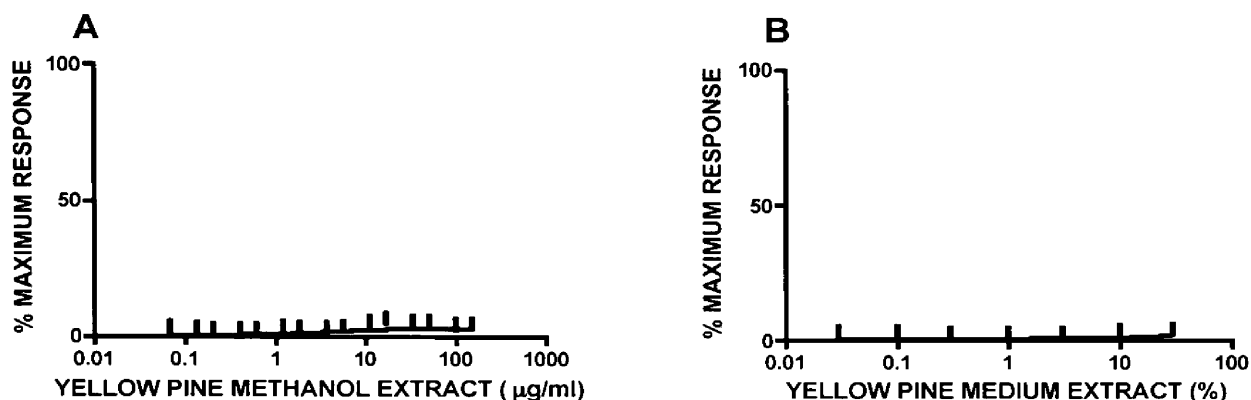 A
% MAXIMUM RESPONSE
100
50
0
0.01 0.1 1 10 100 1000
YELLOW PINE METHANOL EXTRACT (µg/ml)
B
% MAXIMUM RESPONSE
100
50
0
0.01 0.1 1 10 100
YELLOW PINE MEDIUM EXTRACT (%)